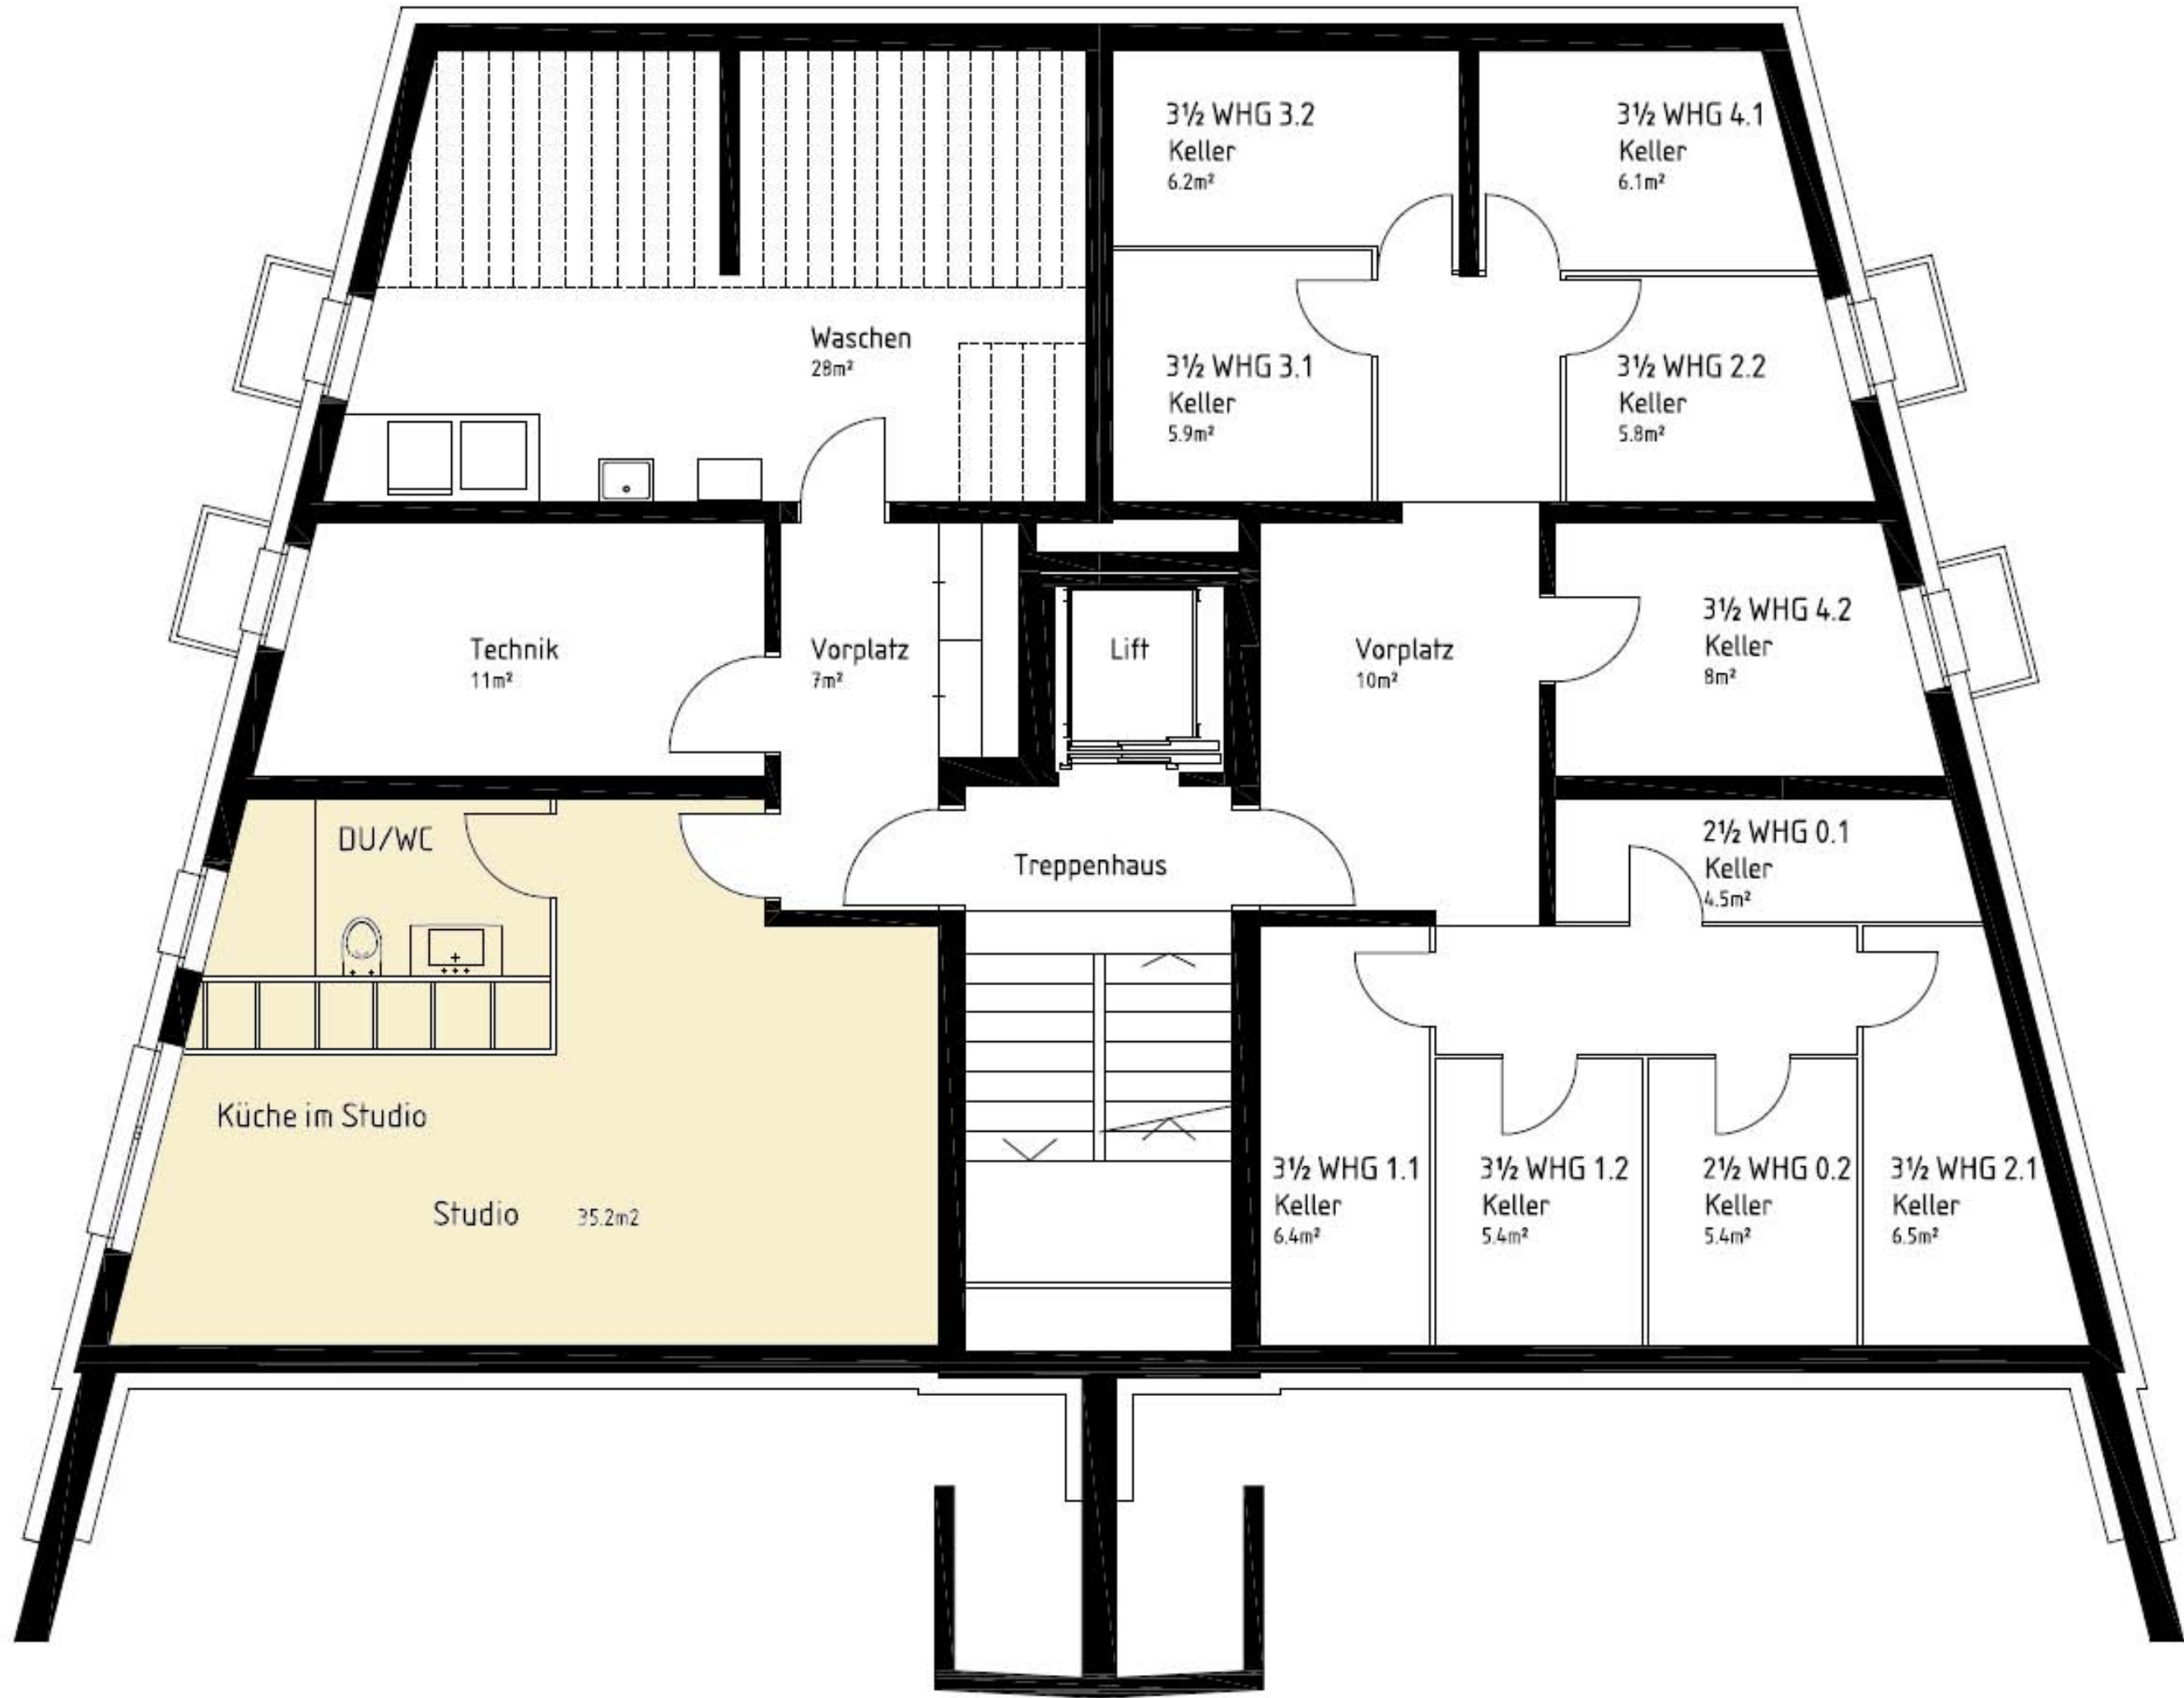 3½ WHG 3.2
Keller
6.2m²
3½ WHG 4.1
Keller
6.1m²
Waschen
28m²
3½ WHG 3.1
Keller
5.9m²
3½ WHG 2.2
Keller
5.8m²
Technik
11m²
Vorplatz
7m²
Lift
Vorplatz
10m²
3½ WHG 4.2
Keller
8m²
DU/WC
Treppenhaus
2½ WHG 0.1
Keller
4.5m²
Küche im Studio
Studio 35.2m2
3½ WHG 1.1
Keller
6.4m²
3½ WHG 1.2
Keller
5.4m²
2½ WHG 0.2
Keller
5.4m²
3½ WHG 2.1
Keller
6.5m²